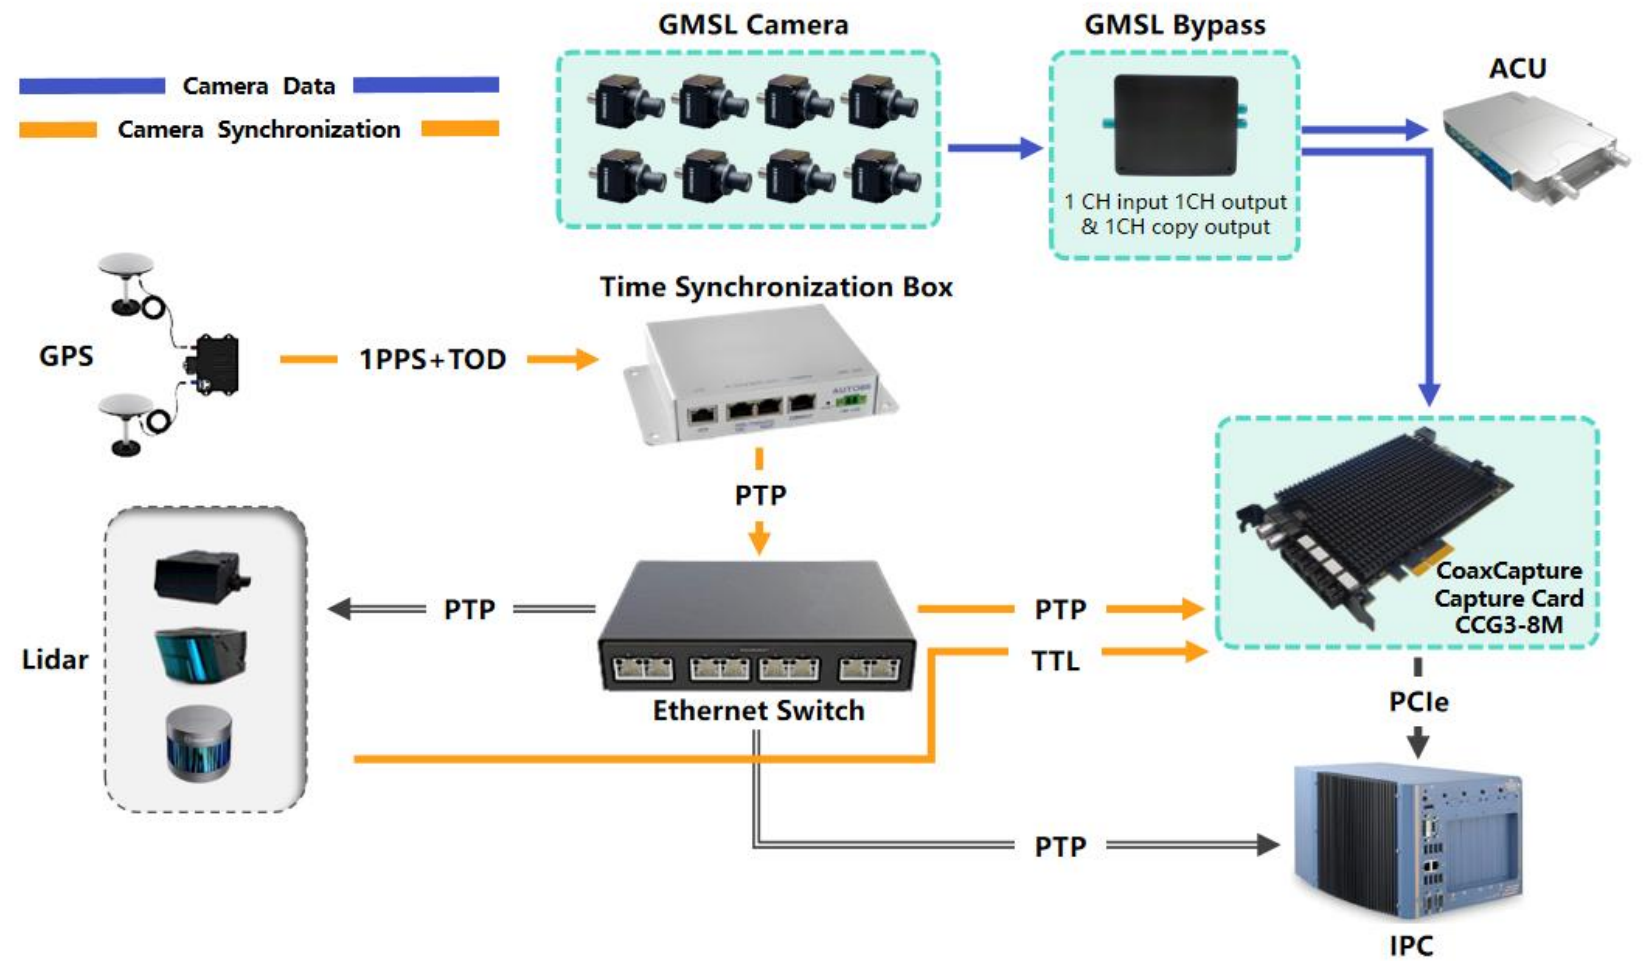 GMSL Camera
GMSL Bypass
ACU
Camera Data
Camera Synchronization
1 CH input 1CH output
& 1CH copy output
Time Synchronization Box
GPS
1PPS+TOD
AUTOBB
PTP
CoaxCapture
Capture Card
CCG3-8M
PTP
PTP
Lidar
TTL
Ethernet Switch
PCIe
PTP
IPC